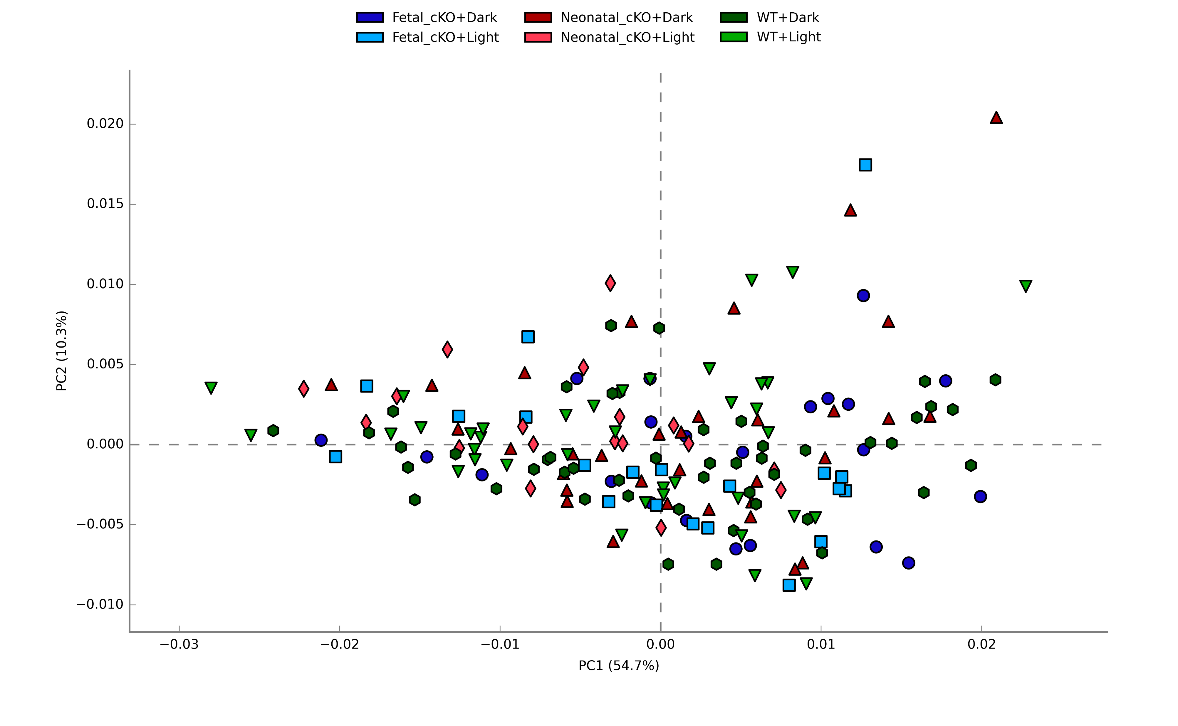 Fetal_cKO+Dark Neonatal_cKO+Dark WT+Dark
Fetal_cKO+Light Neonatal_cKO+Light WT+Light
0.020
0.015
0.010
0.005
0.000
−0.005
−0.010
PC2 (10.3%)
−0.03 −0.02 −0.01 0.00 0.01 0.02
PC1 (54.7%)